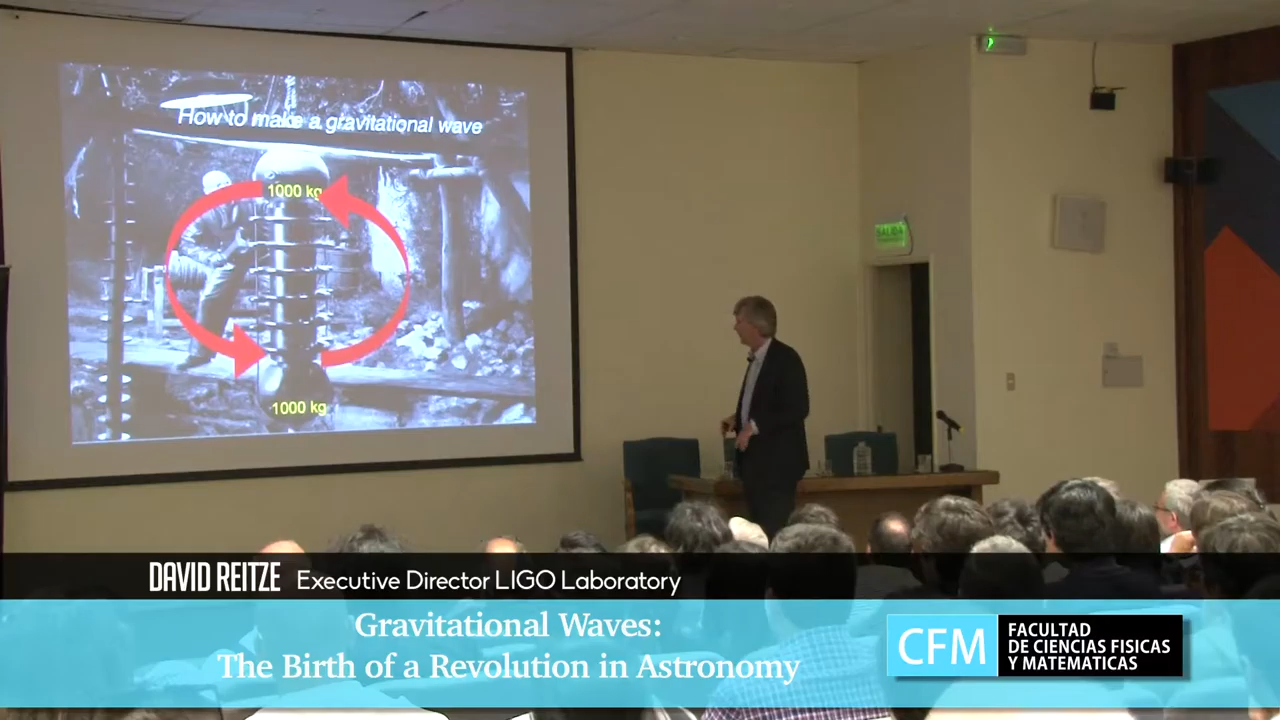 How to make a gravitational wave
1000 kg
1000 kg
SALIDA
DAVID REITZE Executive Director LIGO Laboratory
Gravitational Waves:
The Birth of a Revolution in Astronomy
CFM
FACULTAD
DE CIENCIAS FISICAS
Y MATEMATICAS